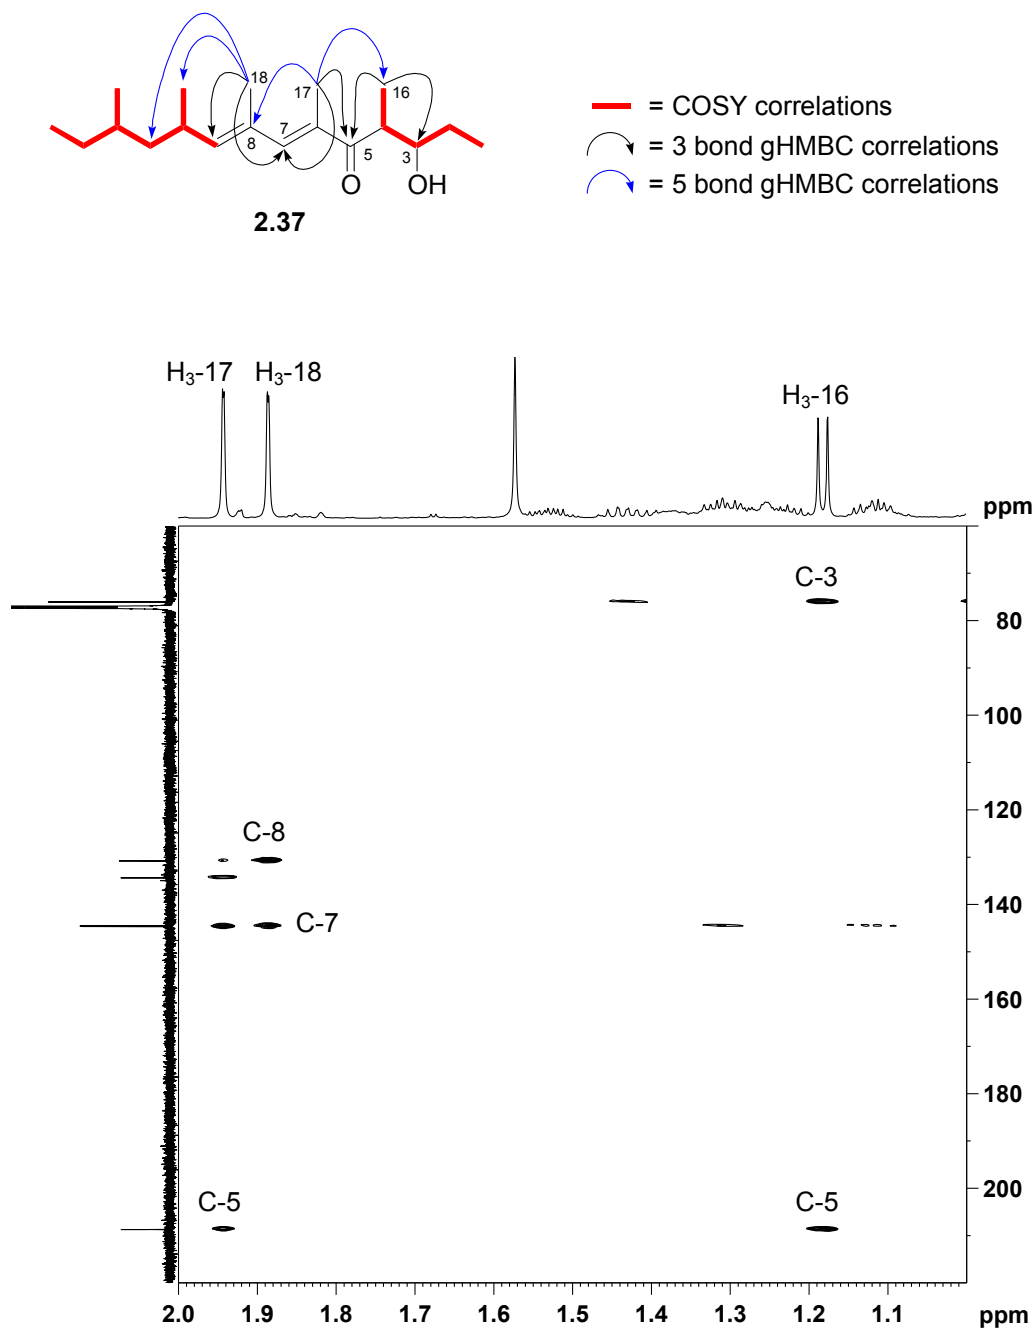 18
17
16
7
8
5
3
O
OH
2.37
= COSY correlations
= 3 bond gHMBC correlations
= 5 bond gHMBC correlations
H₃-17 H₃-18
H₃-16
ppm
C-3
80
100
120
C-8
140
C-7
160
180
200
C-5 C-5
2.0 1.9 1.8 1.7 1.6 1.5 1.4 1.3 1.2 1.1 ppm